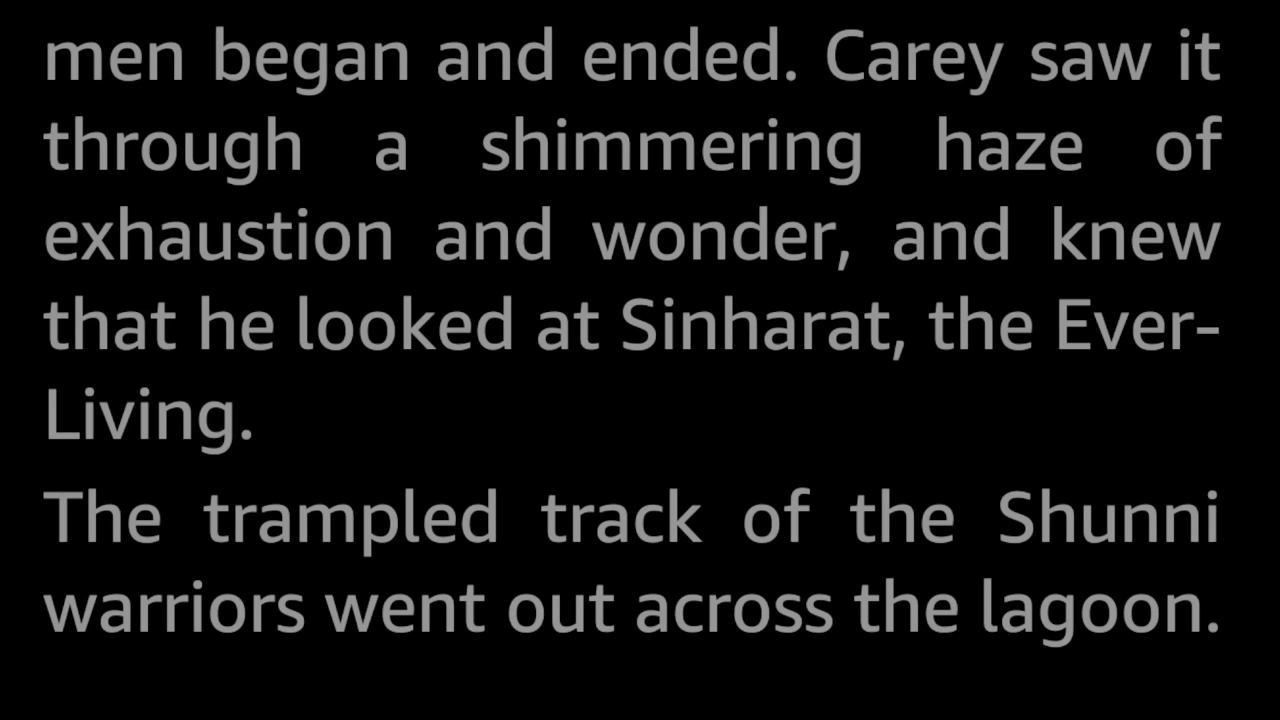 men began and ended. Carey saw it
through a shimmering haze of
exhaustion and wonder, and knew
that he looked at Sinharat, the Ever-
Living.
The trampled track of the Shunni
warriors went out across the lagoon.